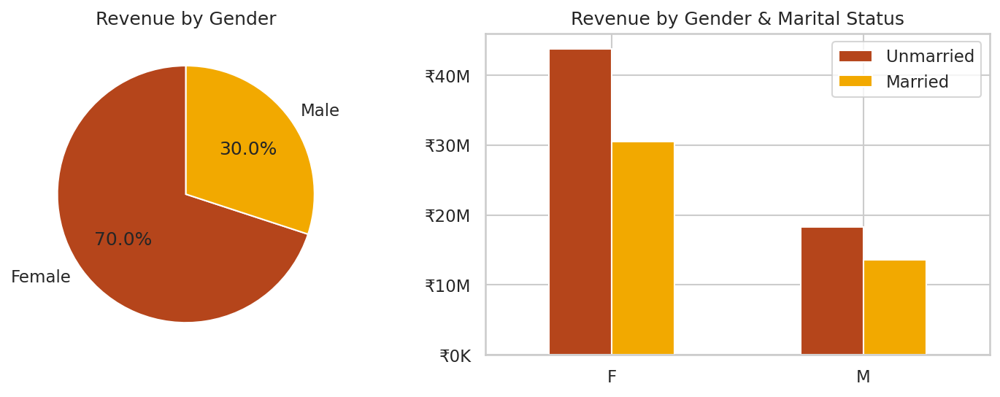 Revenue by Gender
Male
30.0%
70.0%
Female
Revenue by Gender & Marital Status
Unmarried
Married
₹40M
₹30M
₹20M
₹10M
₹0K
F
M